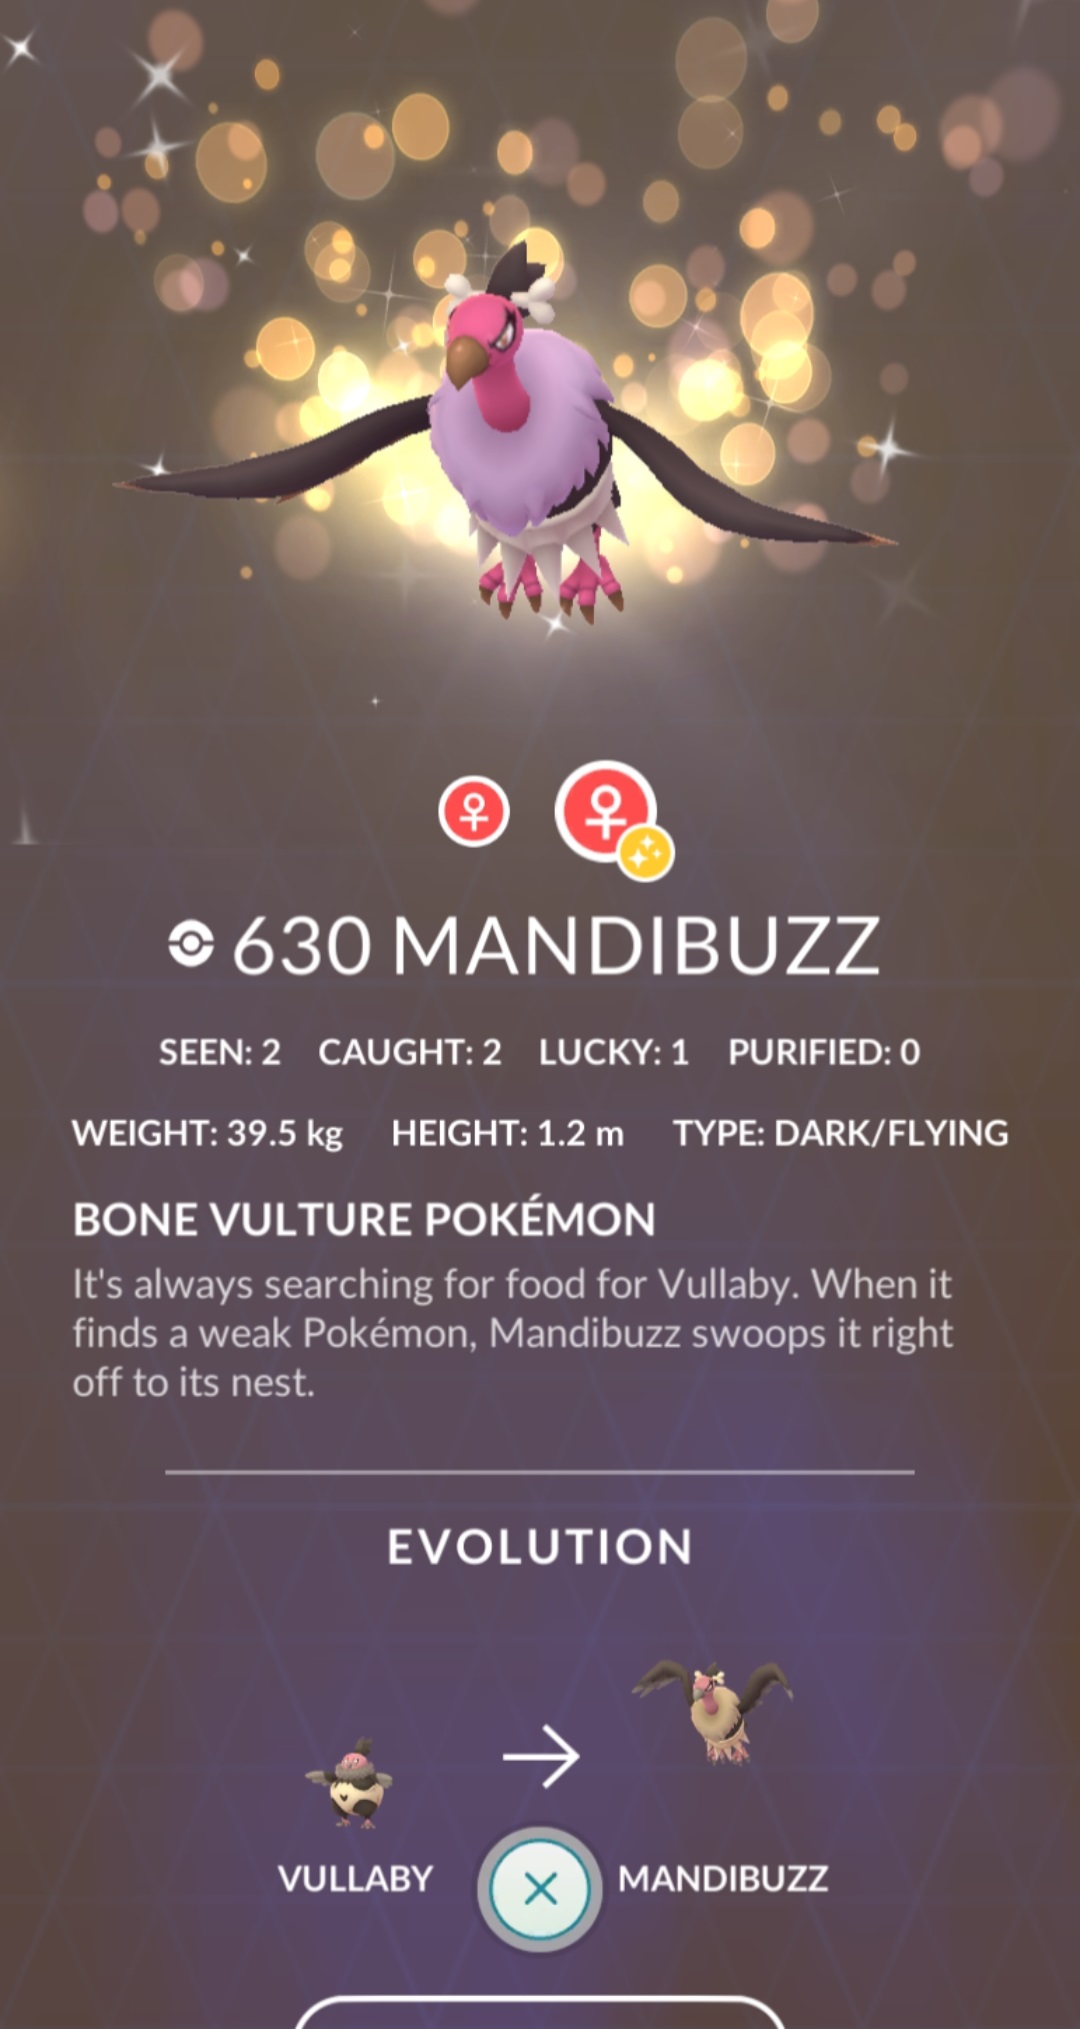 630 MANDIBUZZ
SEEN: 2 CAUGHT: 2 LUCKY: 1 PURIFIED: 0
WEIGHT: 39.5 kg HEIGHT: 1.2 m TYPE: DARK/FLYING
BONE VULTURE POKÉMON
It's always searching for food for Vullaby. When it
finds a weak Pokémon, Mandibuzz swoops it right
off to its nest.
EVOLUTION
VULLABY MANDIBUZZ